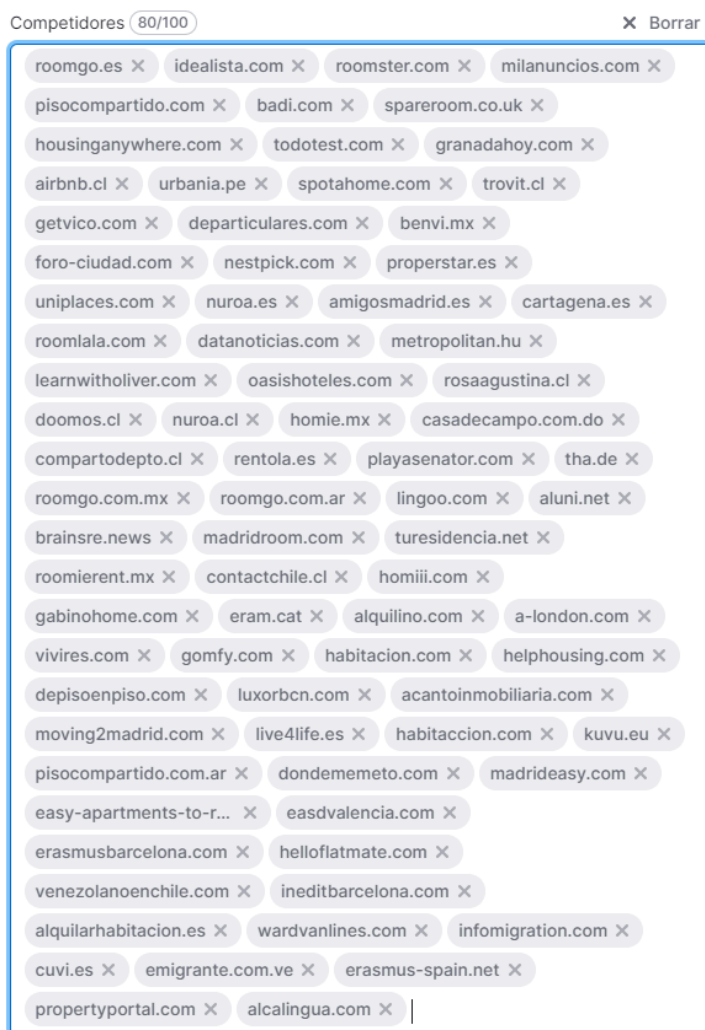 Competidores 80/100 × Borrar
roomgo.es × idealista.com × roomster.com × milanuncios.com ×
pisocompartido.com × badi.com × spareroom.co.uk ×
housinganywhere.com × todotest.com × granadahoy.com ×
airbnb.cl × urbania.pe × spotahome.com × trovit.cl ×
getvico.com × departiculares.com × benvi.mx ×
foro-ciudad.com × nestpick.com × properstar.es ×
uniplaces.com × nuroa.es × amigosmadrid.es × cartagena.es ×
roomlala.com × datanoticias.com × metropolitan.hu ×
learnwitholiver.com × oasishoteles.com × rosaagustina.cl ×
doomos.cl × nuroa.cl × homie.mx × casadecampo.com.do ×
compartodepto.cl × rentola.es × playasenator.com × tha.de ×
roomgo.com.mx × roomgo.com.ar × lingoo.com × aluni.net ×
brainsre.news × madridroom.com × turesidencia.net ×
roomierent.mx × contactchile.cl × homiii.com ×
gabinohome.com × eram.cat × alquilino.com × a-london.com ×
vivires.com × gomfy.com × habitacion.com × helphousing.com ×
depisoenpiso.com × luxorbcn.com × acantoinmobiliaria.com ×
moving2madrid.com × live4life.es × habitaccion.com × kuvu.eu ×
pisocompartido.com.ar × dondememeto.com × madrideasy.com ×
easy-apartments-to-r... × easdvalencia.com ×
erasmusbarcelona.com × helloflatmate.com ×
venezolanoenchile.com × ineditbarcelona.com ×
alquilarhabitacion.es × wardvanlines.com × infomigration.com ×
cuvi.es × emigrante.com.ve × erasmus-spain.net ×
propertyportal.com × alcalingua.com ×